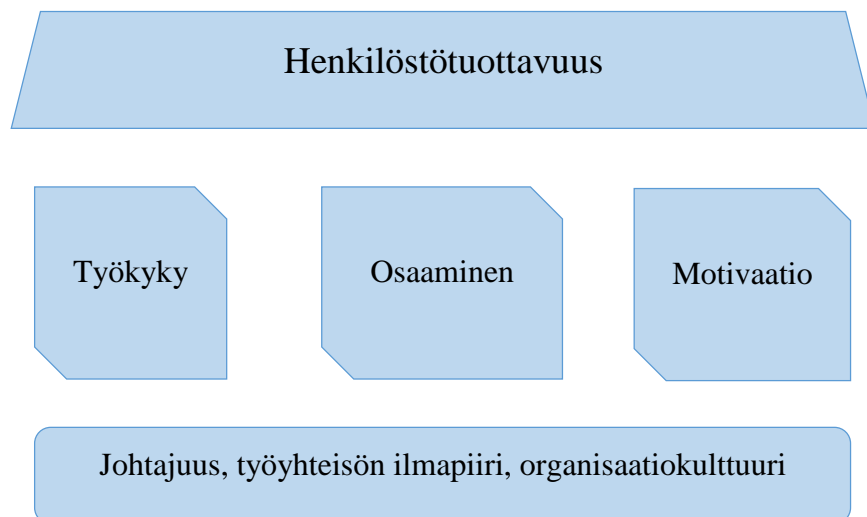 Henkilöstötuottavuus
Työkyky
Osaaminen
Motivaatio
Johtajuus, työyhteisön ilmapiiri, organisaatiokulttuuri